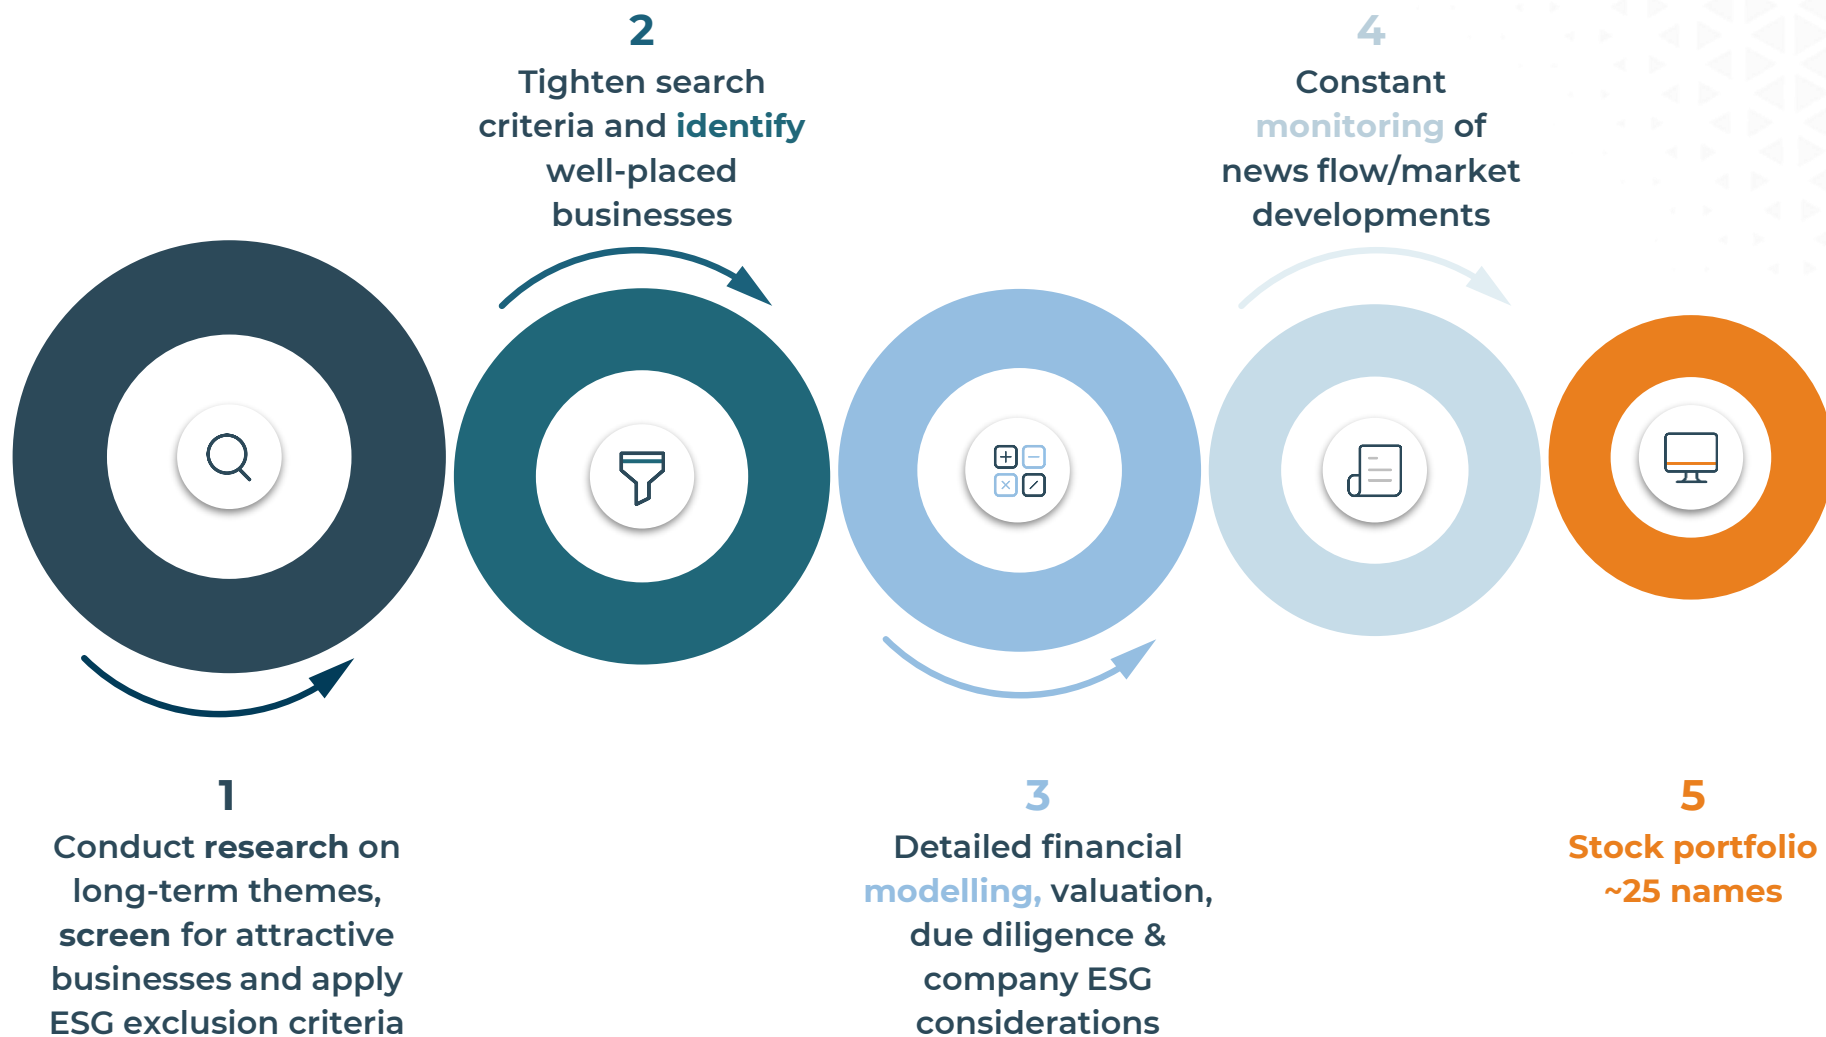 1
Conduct research on
long-term themes,
screen for attractive
businesses and apply
ESG exclusion criteria
2
Tighten search
criteria and identify
well-placed
businesses
3
Detailed financial
modelling, valuation,
due diligence &
company ESG
considerations
4
Constant
monitoring of
news flow/market
developments
5
Stock portfolio
~25 names